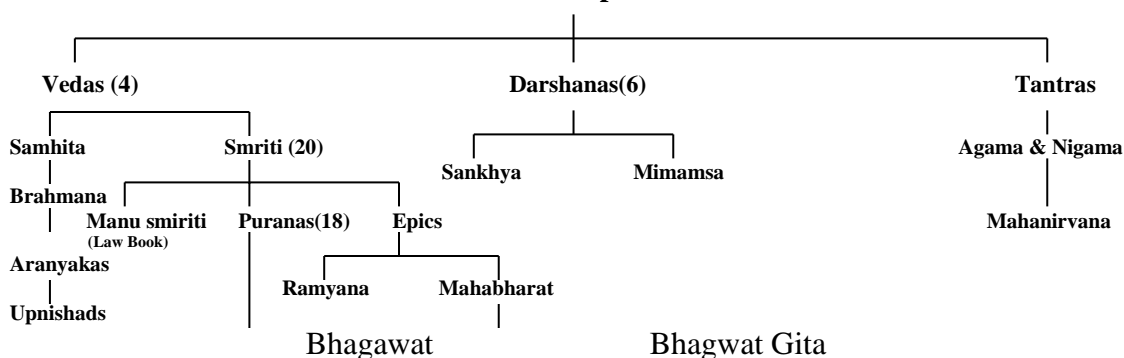 Vedas (4) Darshanas(6) Tantras
Samhita Smriti (20) Agama & Nigama
Sankhya Mimamsa
Brahmana
Manu smiriti Puranas(18) Epics Mahanirvana
(Law Book)
Aranyakas
Ramyana Mahabharat
Upnishads
Bhagawat Bhagwat Gita